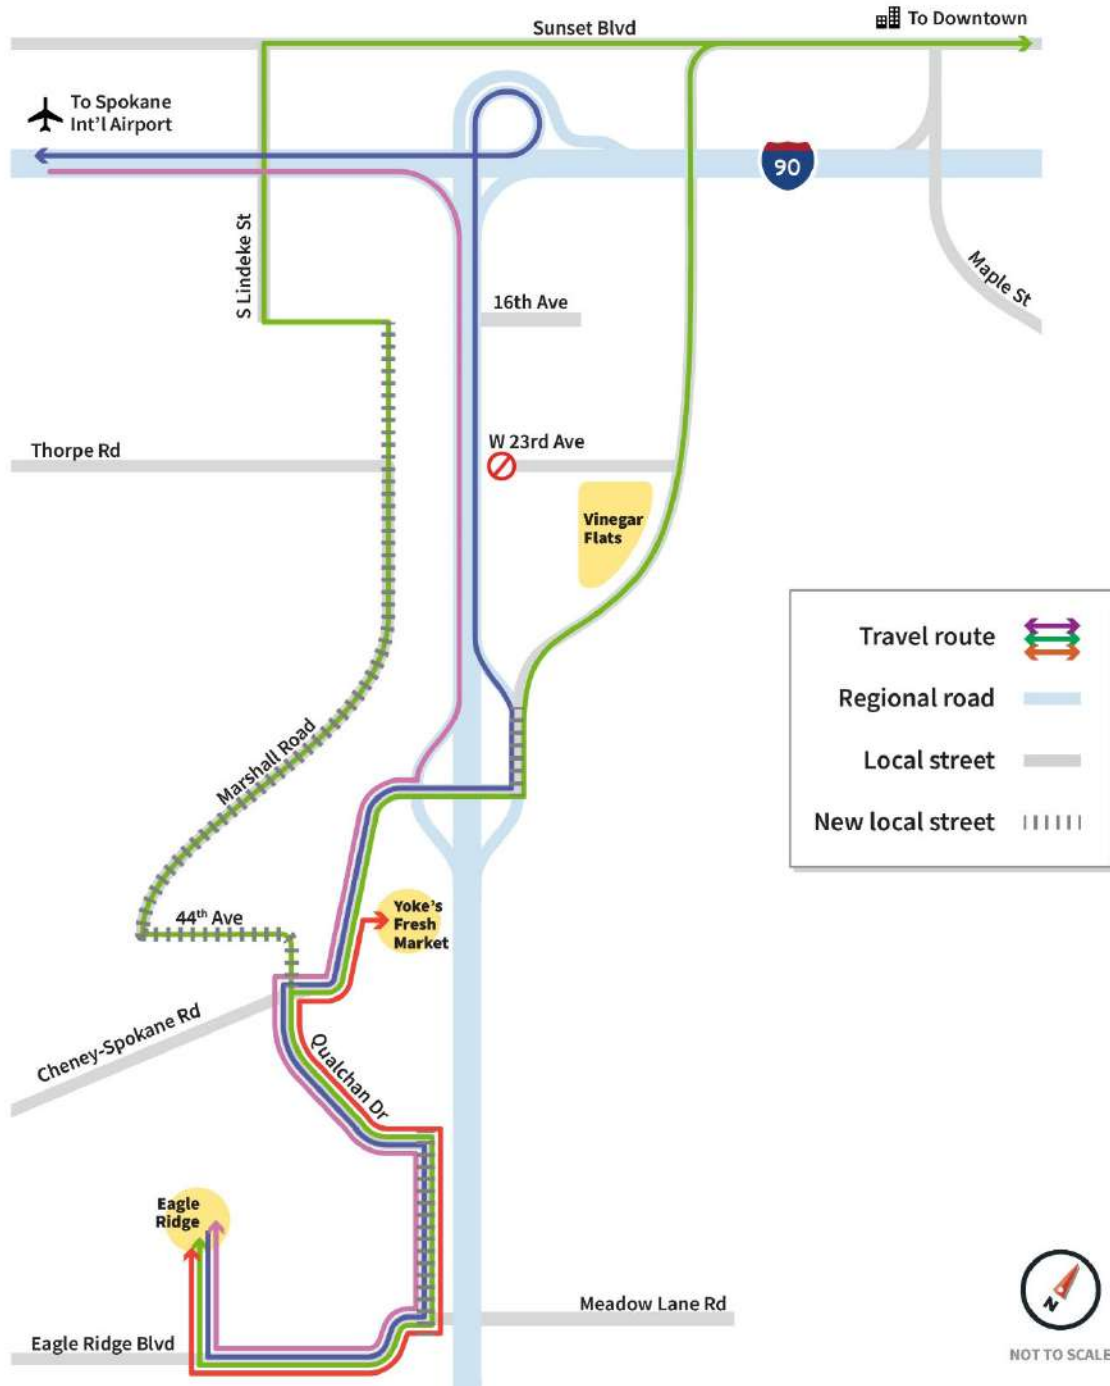 Sunset Blvd
To Downtown
To Spokane
Int'l Airport
90
S Lindeke St
16th Ave
Maple St
Thorpe Rd
W 23rd Ave
Vinegar
Flats
Travel route
Regional road
Local street
New local street
Marshall Road
44th Ave
Yoke's
Fresh
Market
Cheney-Spokane Rd
Qualchan Dr
Eagle
Ridge
Meadow Lane Rd
Eagle Ridge Blvd
N
NOT TO SCALE